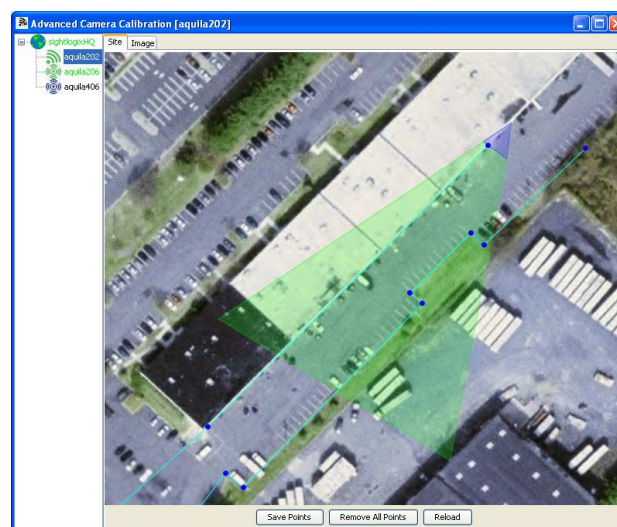 Advanced Camera Calibration [aquila202]
sightlogixHQ
aquila202
aquila206
aquila406
Site Image
Save Points Remove All Points Reload